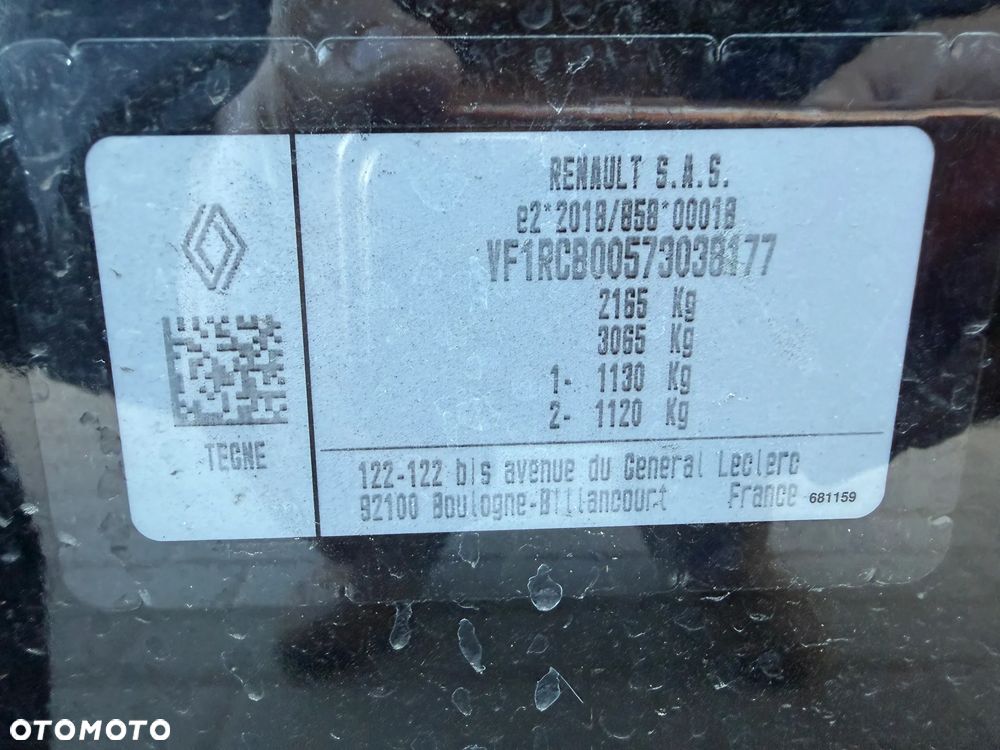 RENAULT S.A.S.
e2*2018/858*00018
VF1RCB00573038177
2165 Kg
3065 Kg
1- 1130 Kg
2- 1120 Kg
TECNE
122-122 bis avenue du General Leclerc
92100 Boulogne-Billancourt France 681159
OTOMOTO